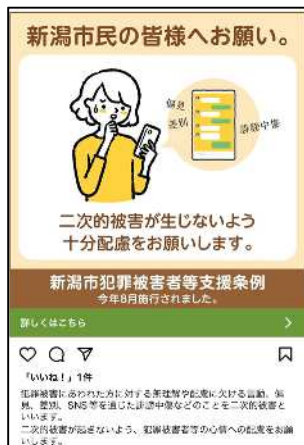 新潟市民の皆様へお願い。
偏見
差別
誹謗中傷
二次的被害が生じないよう
十分配慮をお願いします。
新潟市犯罪被害者等支援条例
今年8月施行されました。
詳しくはこちら
「いいね!」1件
犯罪被害にあわれた方に対する無理解や配慮に欠ける言動、偏
見、差別、SNS等を通じた誹謗中傷などのことを二次的被害と
いいます。
二次的被害が起きないよう、犯罪被害者等の心情への配慮をお願
いします。